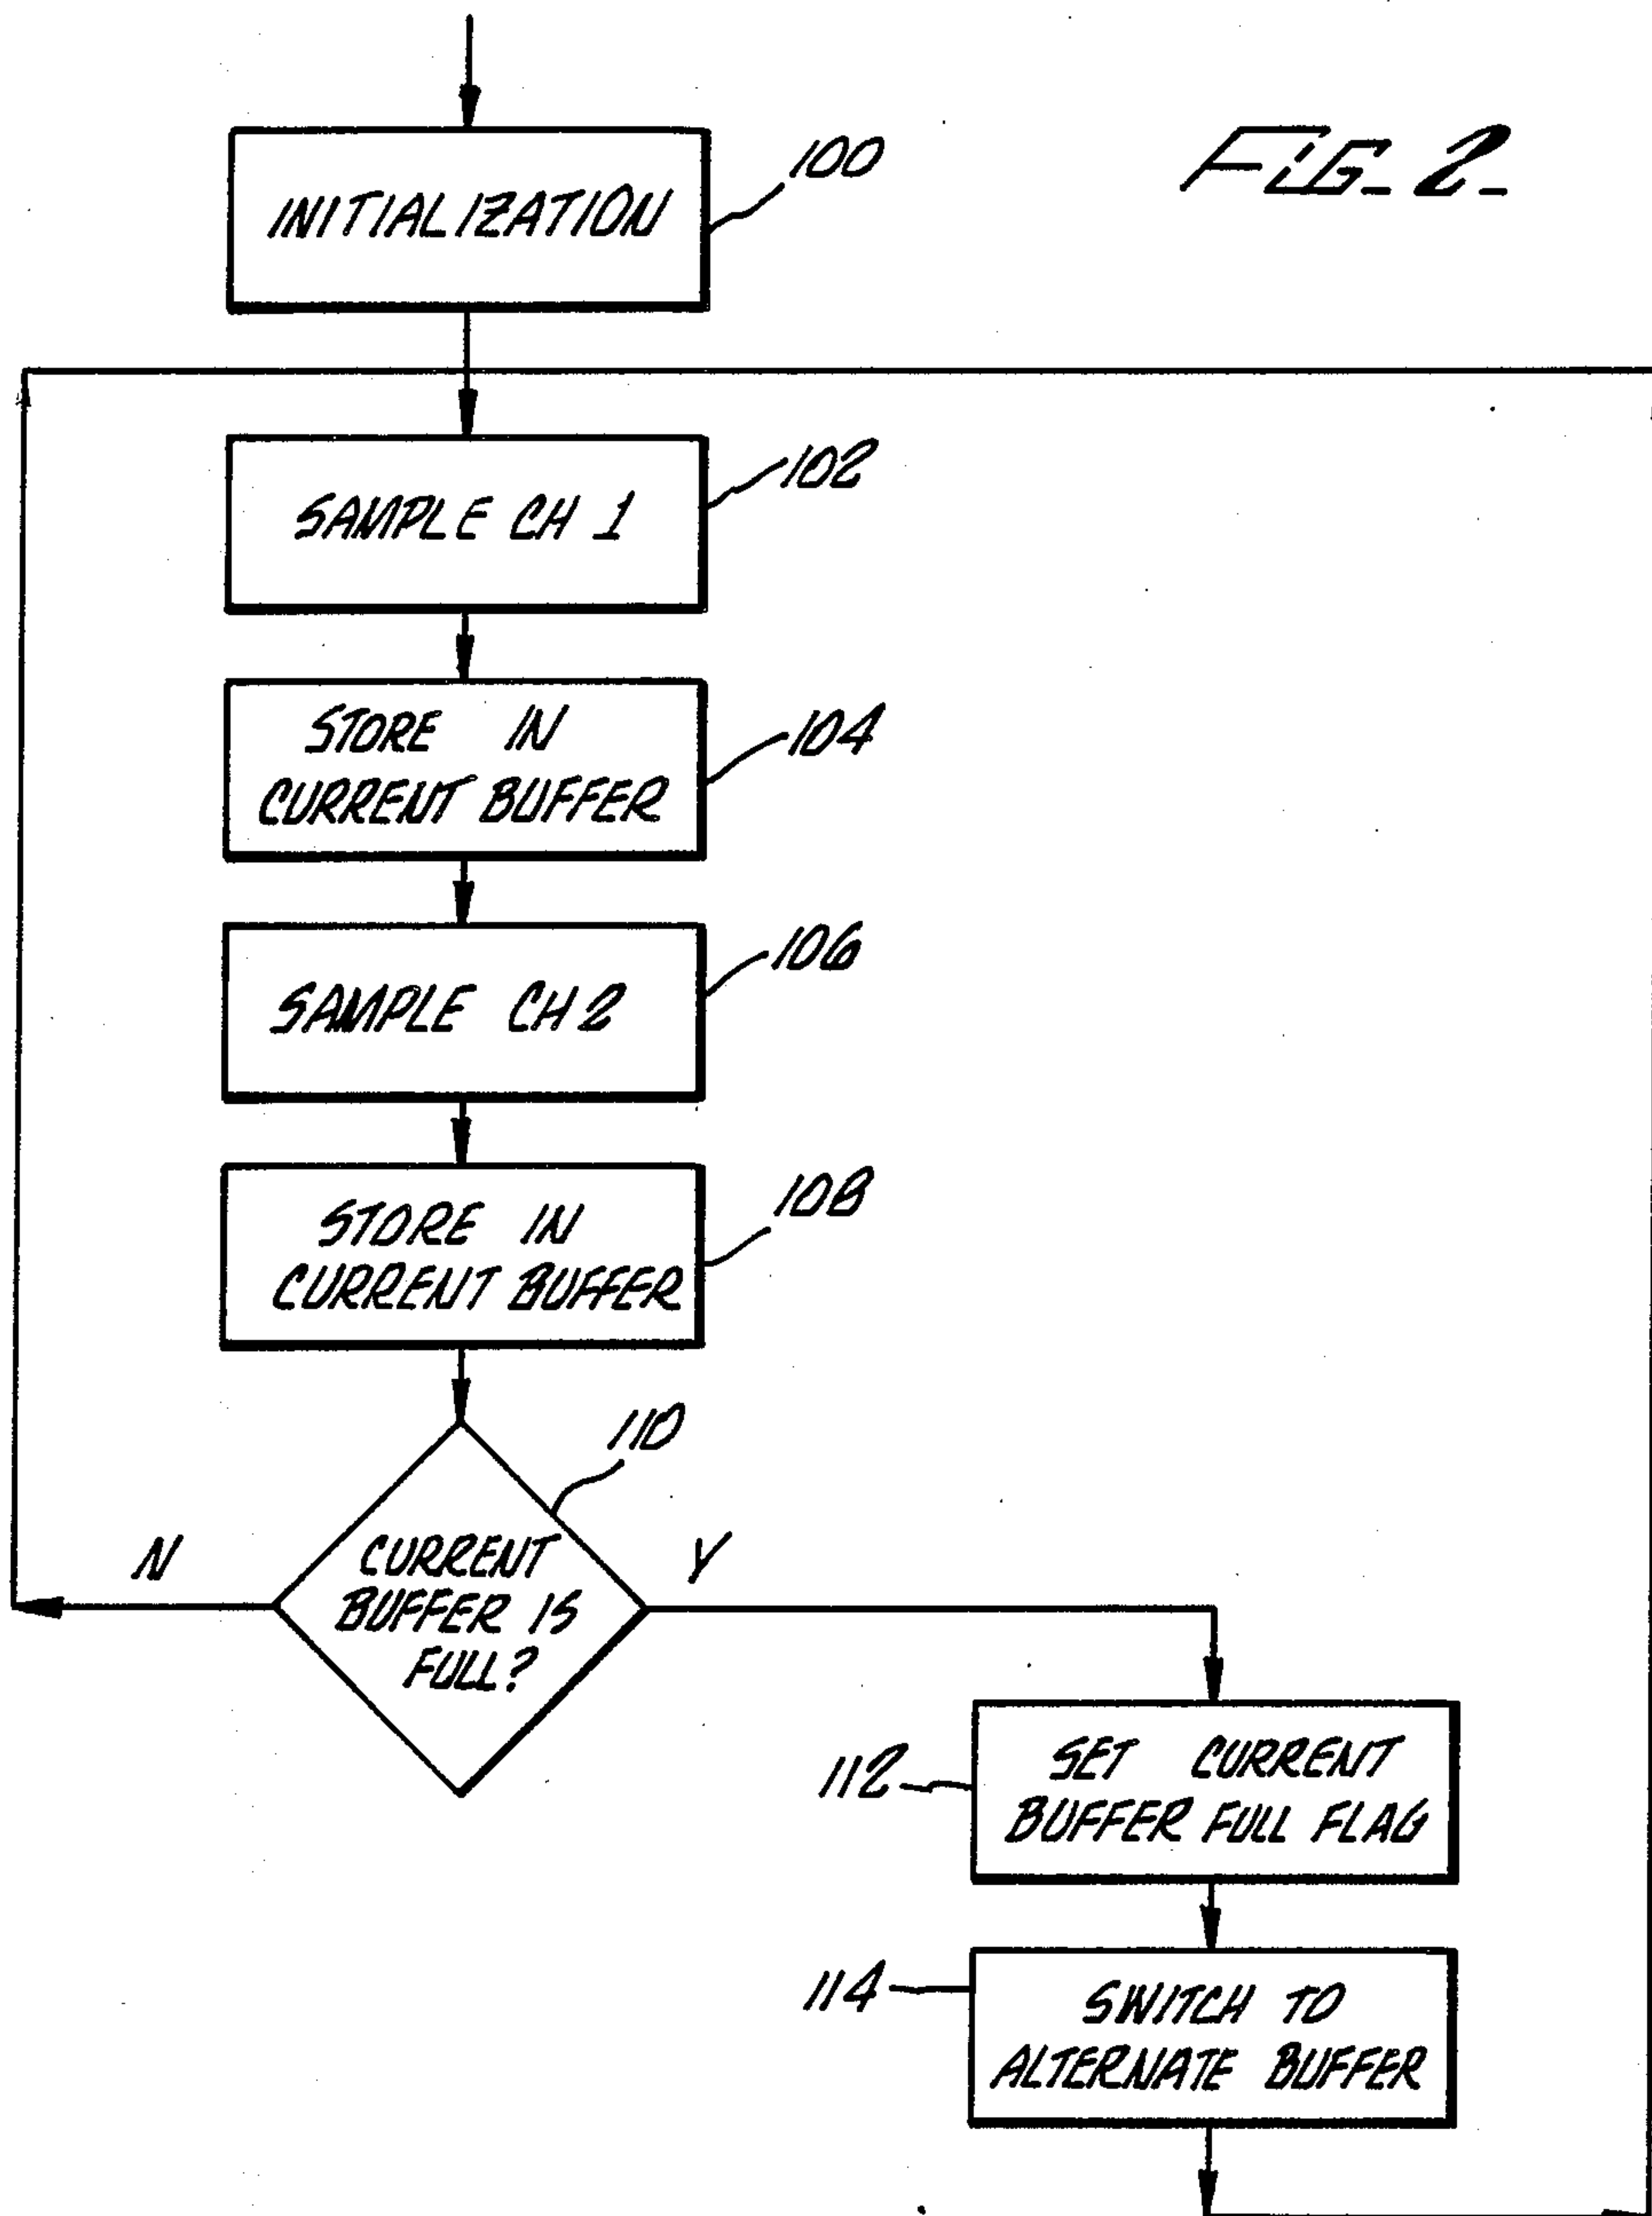 FIG. 2.
100
INITIALIZATION
102
SAMPLE CH 1
104
STORE IN
CURRENT BUFFER
106
SAMPLE CH 2
108
STORE IN
CURRENT BUFFER
110
N
CURRENT
BUFFER IS
FULL?
Y
112
SET CURRENT
BUFFER FULL FLAG
114
SWITCH TO
ALTERNATE BUFFER